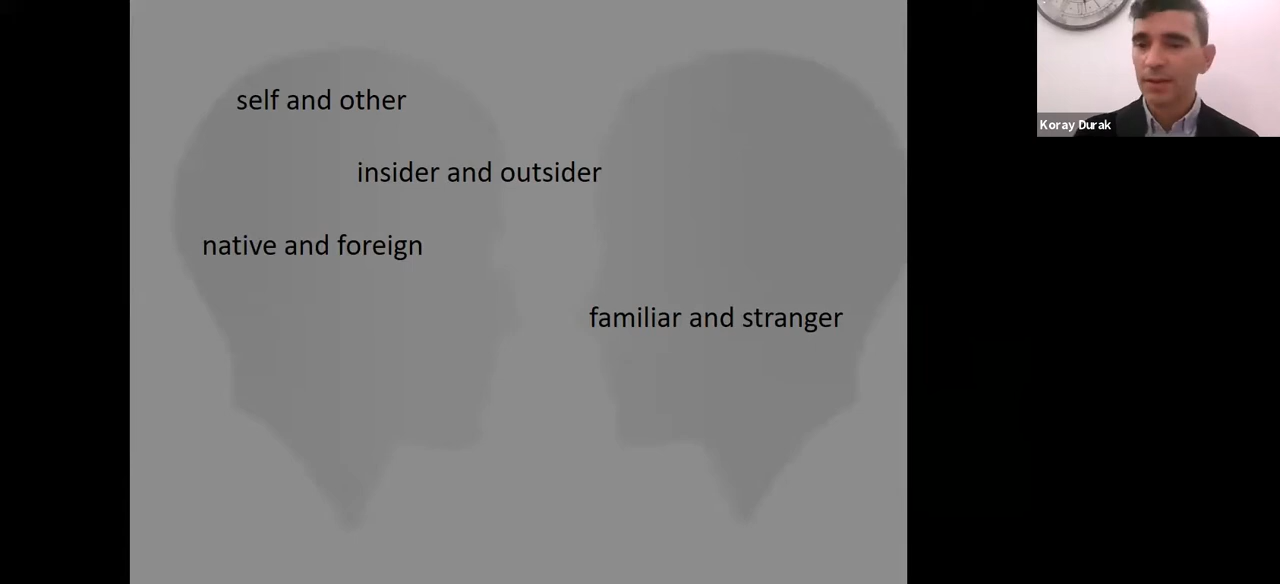 self and other
insider and outsider
native and foreign
familiar and stranger
Koray Durak